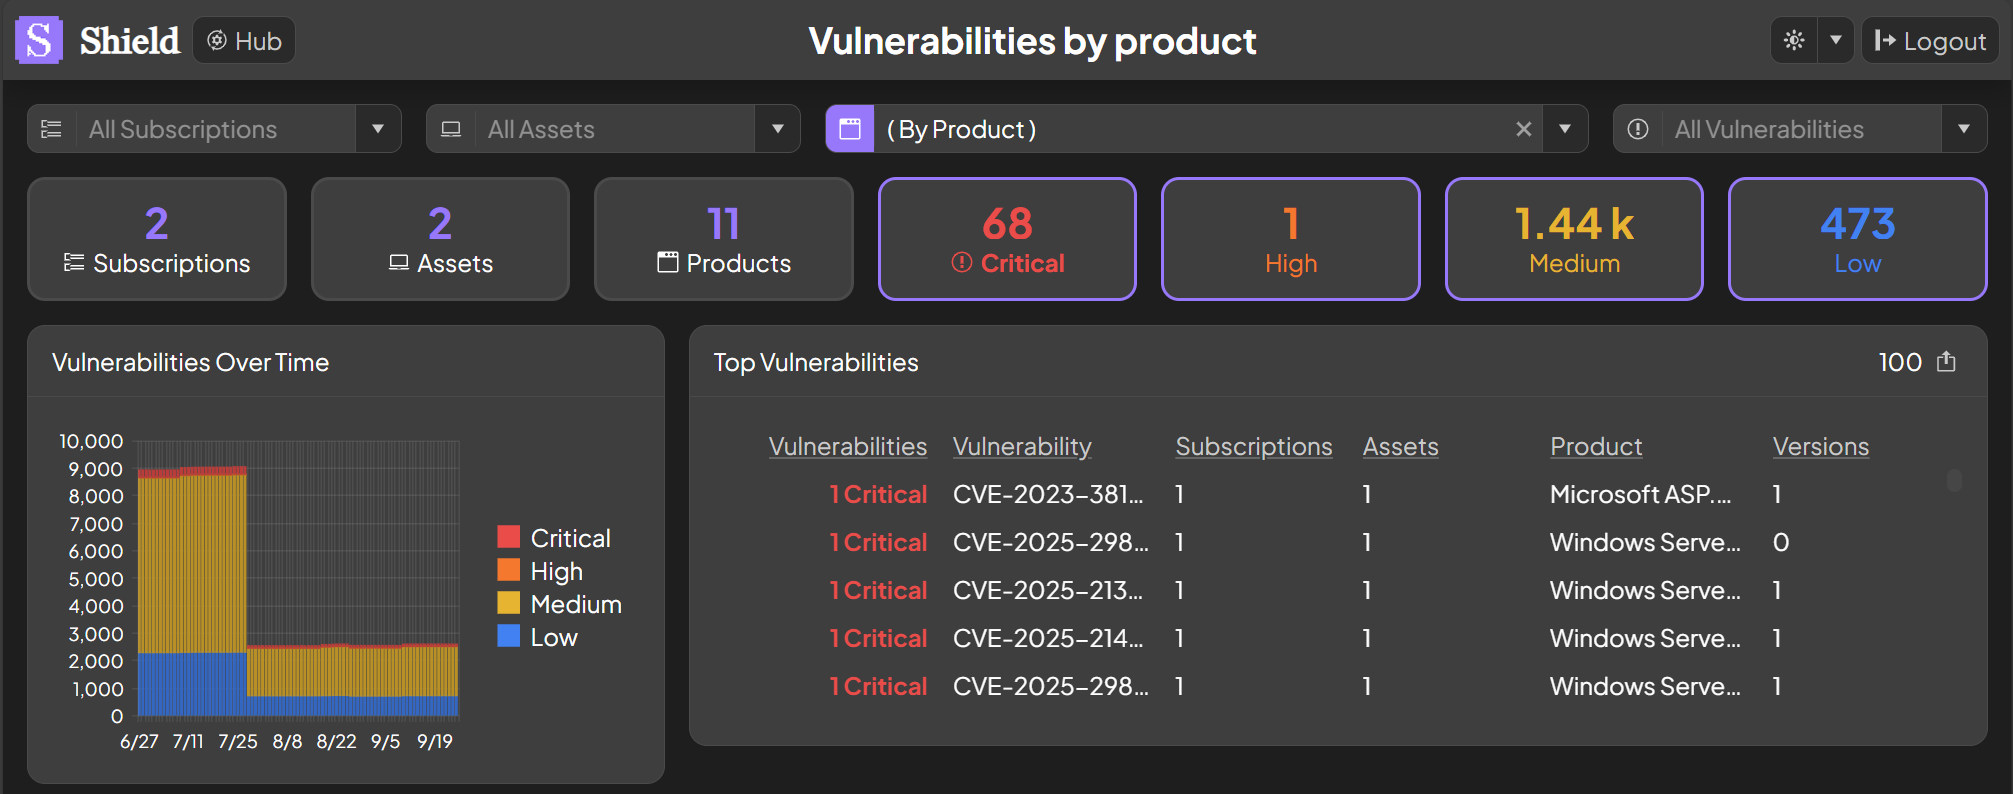 S Shield Hub Vulnerabilities by product Logout
All Subscriptions All Assets ( By Product ) All Vulnerabilities
2 2 11 68 1 1.44 k 473
Subscriptions Assets Products Critical High Medium Low
Vulnerabilities Over Time
10,000
9,000
8,000
7,000
6,000
5,000
4,000
3,000
2,000
1,000
0
6/27 7/11 7/25 8/8 8/22 9/5 9/19
Critical
High
Medium
Low
Top Vulnerabilities 100
Vulnerabilities Vulnerability Subscriptions Assets Product Versions
1 Critical CVE-2023-381... 1 1 Microsoft ASP.... 1
1 Critical CVE-2025-298... 1 1 Windows Serve... 0
1 Critical CVE-2025-213... 1 1 Windows Serve... 1
1 Critical CVE-2025-214... 1 1 Windows Serve... 1
1 Critical CVE-2025-298... 1 1 Windows Serve... 1